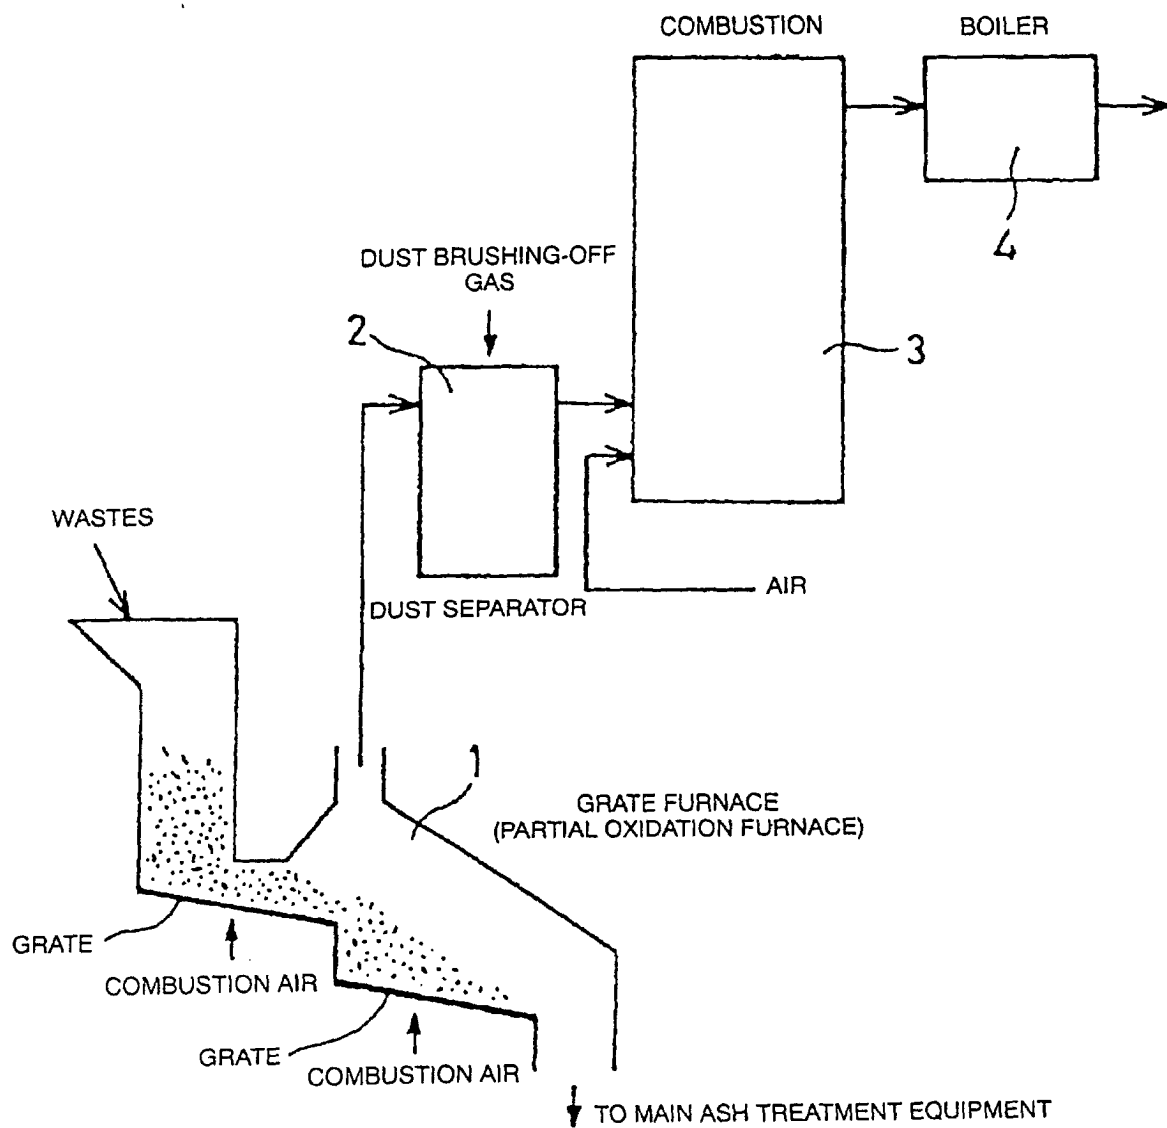 COMBUSTION
BOILER
4
DUST BRUSHING-OFF
GAS
2
3
WASTES
AIR
DUST SEPARATOR
1
GRATE FURNACE
(PARTIAL OXIDATION FURNACE)
GRATE
COMBUSTION AIR
GRATE
COMBUSTION AIR
TO MAIN ASH TREATMENT EQUIPMENT